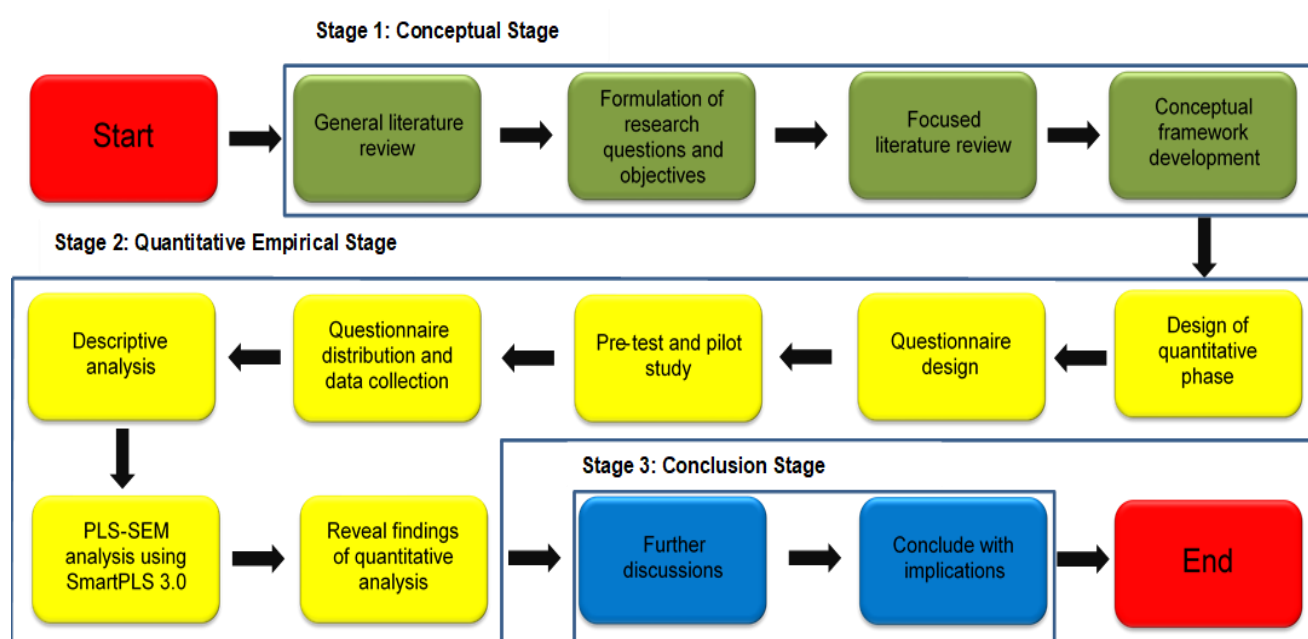 Stage 1: Conceptual Stage
Start
General literature
review
Formulation of
research
questions and
objectives
Focused
literature review
Conceptual
framework
development
Stage 2: Quantitative Empirical Stage
Design of
quantitative
phase
Questionnaire
design
Pre-test and pilot
study
Questionnaire
distribution and
data collection
Descriptive
analysis
PLS-SEM
analysis using
SmartPLS 3.0
Reveal findings
of quantitative
analysis
Stage 3: Conclusion Stage
Further
discussions
Conclude with
implications
End